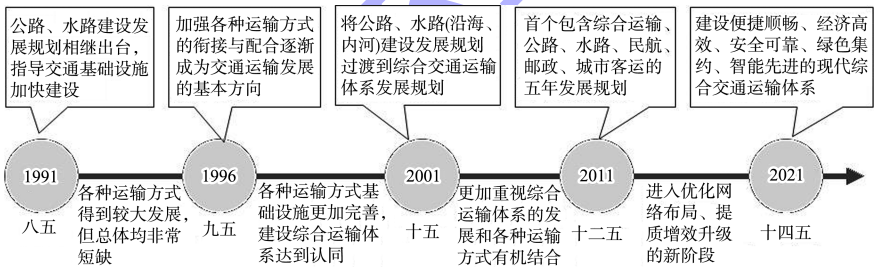 公路、水路建设发
展规划相继出台，
指导交通基础设施
加快建设
加强各种运输方式
的衔接与配合逐渐
成为交通运输发展
的基本方向
将公路、水路(沿海、
内河)建设发展规划
过渡到综合交通运输
体系发展规划
首个包含综合运输、
公路、水路、民航、
邮政、城市客运的
五年发展规划
建设便捷顺畅、经济高
效、安全可靠、绿色集
约、智能先进的现代综
合交通运输体系
1991
八五
各种运输方式
得到较大发展，
但总体均非常
短缺
1996
九五
各种运输方式基
础设施更加完善，
建设综合运输体
系达到认同
2001
十五
更加重视综合
运输体系的发
展和各种运输
方式有机结合
2011
十二五
进入优化网
络布局、提
质增效升级
的新阶段
2021
十四五